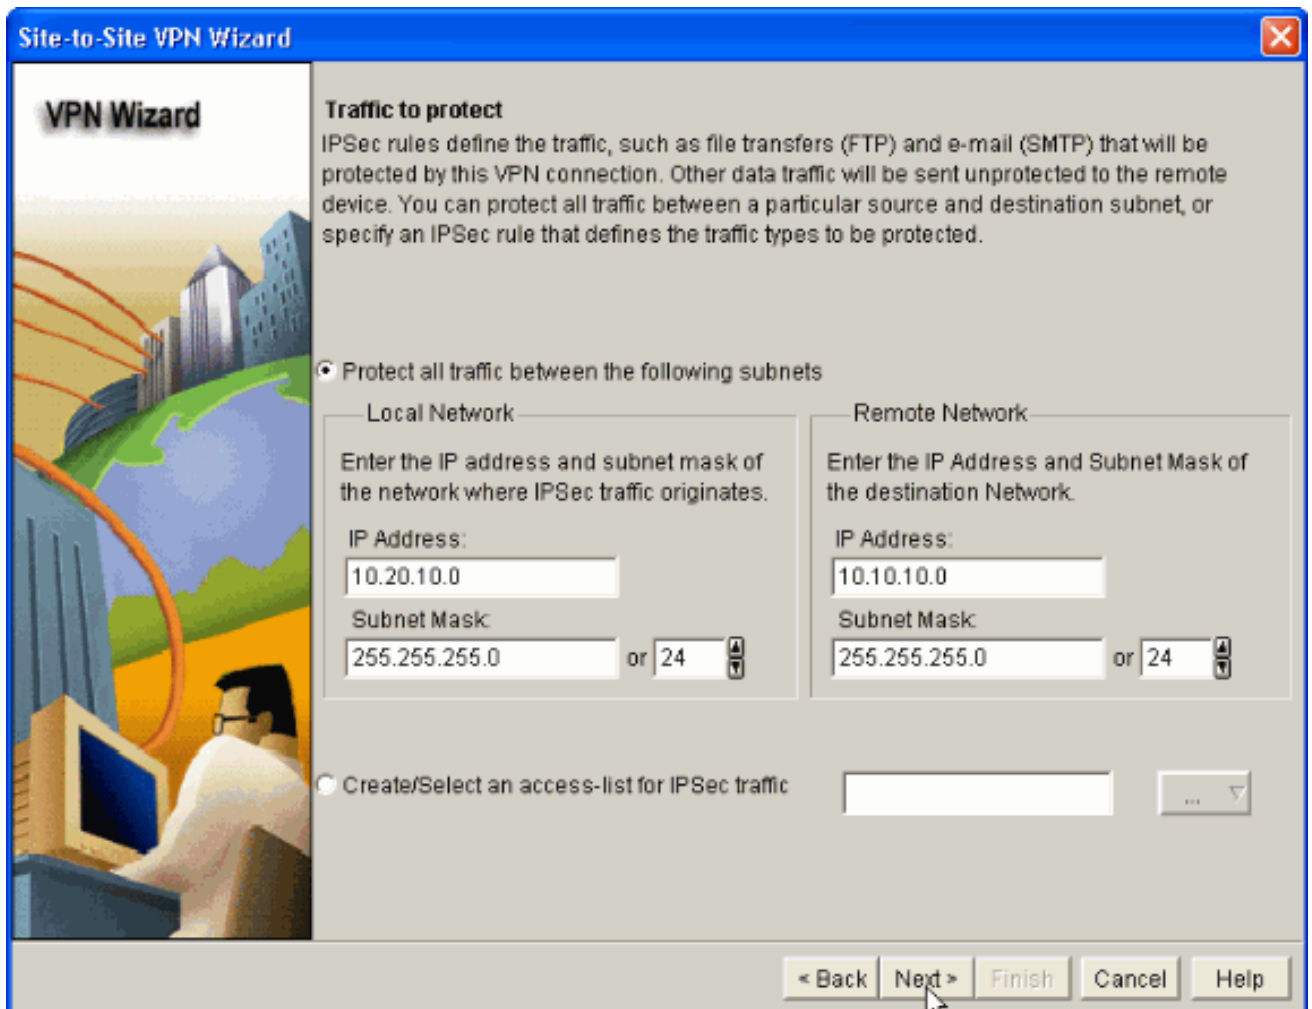 Site-to-Site VPN Wizard
VPN Wizard
Traffic to protect
IPSec rules define the traffic, such as file transfers (FTP) and e-mail (SMTP) that will be
protected by this VPN connection. Other data traffic will be sent unprotected to the remote
device. You can protect all traffic between a particular source and destination subnet, or
specify an IPSec rule that defines the traffic types to be protected.
Protect all traffic between the following subnets
Local Network
Enter the IP address and subnet mask of
the network where IPSec traffic originates.
IP Address:
10.20.10.0
Subnet Mask:
255.255.255.0 or 24
Remote Network
Enter the IP Address and Subnet Mask of
the destination Network.
IP Address:
10.10.10.0
Subnet Mask:
255.255.255.0 or 24
Create/Select an access-list for IPSec traffic ...
< Back Next > Finish Cancel Help